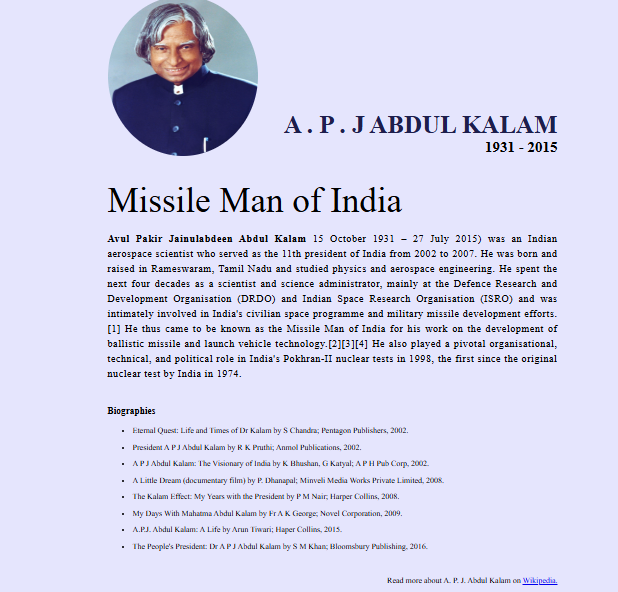 A . P . J ABDUL KALAM
1931 - 2015
Missile Man of India
Avul Pakir Jainulabdeen Abdul Kalam 15 October 1931 – 27 July 2015) was an Indian
aerospace scientist who served as the 11th president of India from 2002 to 2007. He was born and
raised in Rameswaram, Tamil Nadu and studied physics and aerospace engineering. He spent the
next four decades as a scientist and science administrator, mainly at the Defence Research and
Development Organisation (DRDO) and Indian Space Research Organisation (ISRO) and was
intimately involved in India's civilian space programme and military missile development efforts.
[1] He thus came to be known as the Missile Man of India for his work on the development of
ballistic missile and launch vehicle technology.[2][3][4] He also played a pivotal organisational,
technical, and political role in India's Pokhran-II nuclear tests in 1998, the first since the original
nuclear test by India in 1974.
Biographies
• Eternal Quest: Life and Times of Dr Kalam by S Chandra; Pentagon Publishers, 2002.
• President A P J Abdul Kalam by R K Pruthi; Anmol Publications, 2002.
• A P J Abdul Kalam: The Visionary of India by K Bhushan, G Katyal; A P H Pub Corp, 2002.
• A Little Dream (documentary film) by P. Dhanapal; Minveli Media Works Private Limited, 2008.
• The Kalam Effect: My Years with the President by P M Nair; Harper Collins, 2008.
• My Days With Mahatma Abdul Kalam by Fr A K George; Novel Corporation, 2009.
• A.P.J. Abdul Kalam: A Life by Arun Tiwari; Haper Collins, 2015.
• The People's President: Dr A P J Abdul Kalam by S M Khan; Bloomsbury Publishing, 2016.
Read more about A. P. J. Abdul Kalam on Wikipedia.